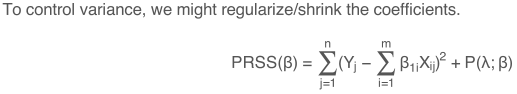 To control variance, we might regularize/shrink the coefficients.
PRSS(β) = ∑_{j=1}^{n} (Y_j − ∑_{i=1}^{m} β_{1i}X_{ij})² + P(λ; β)